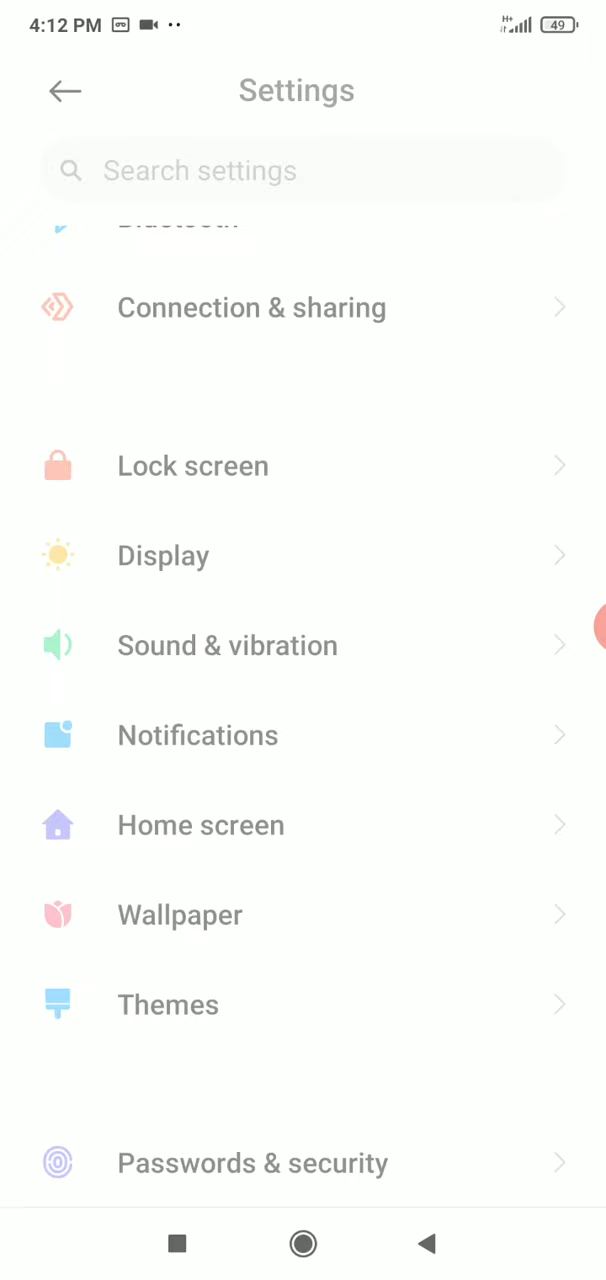 4:12 PM
H+
49
Settings
Search settings
Bluetooth
Connection & sharing
Lock screen
Display
Sound & vibration
Notifications
Home screen
Wallpaper
Themes
Passwords & security